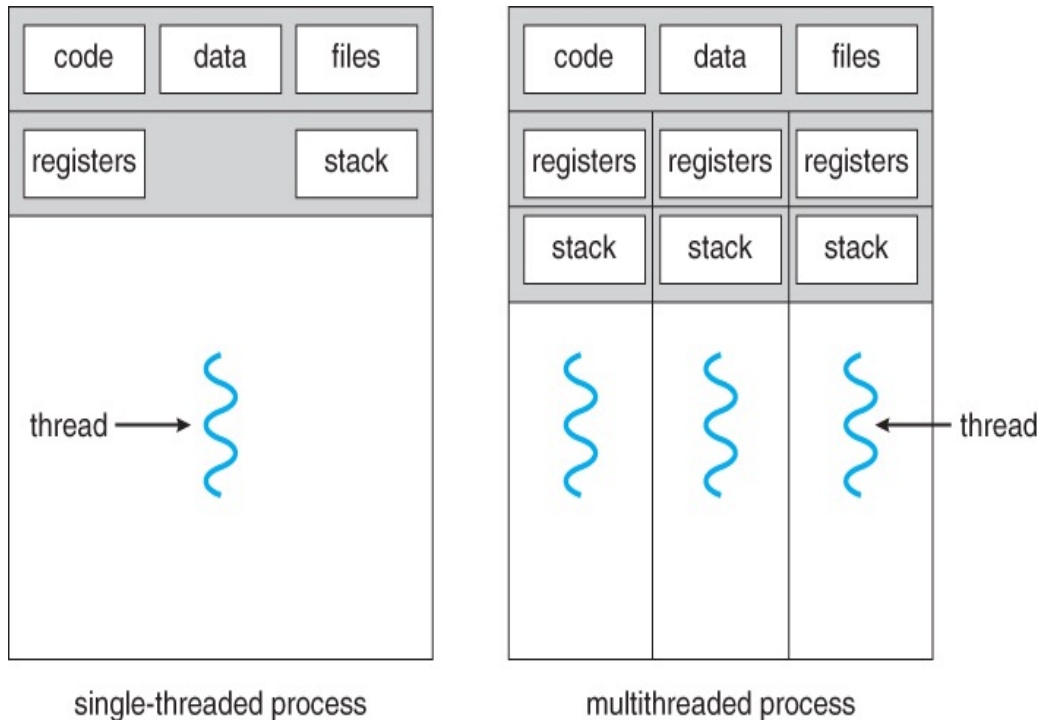 code data files code data files
registers stack registers registers registers
stack stack stack
thread thread
single-threaded process multithreaded process